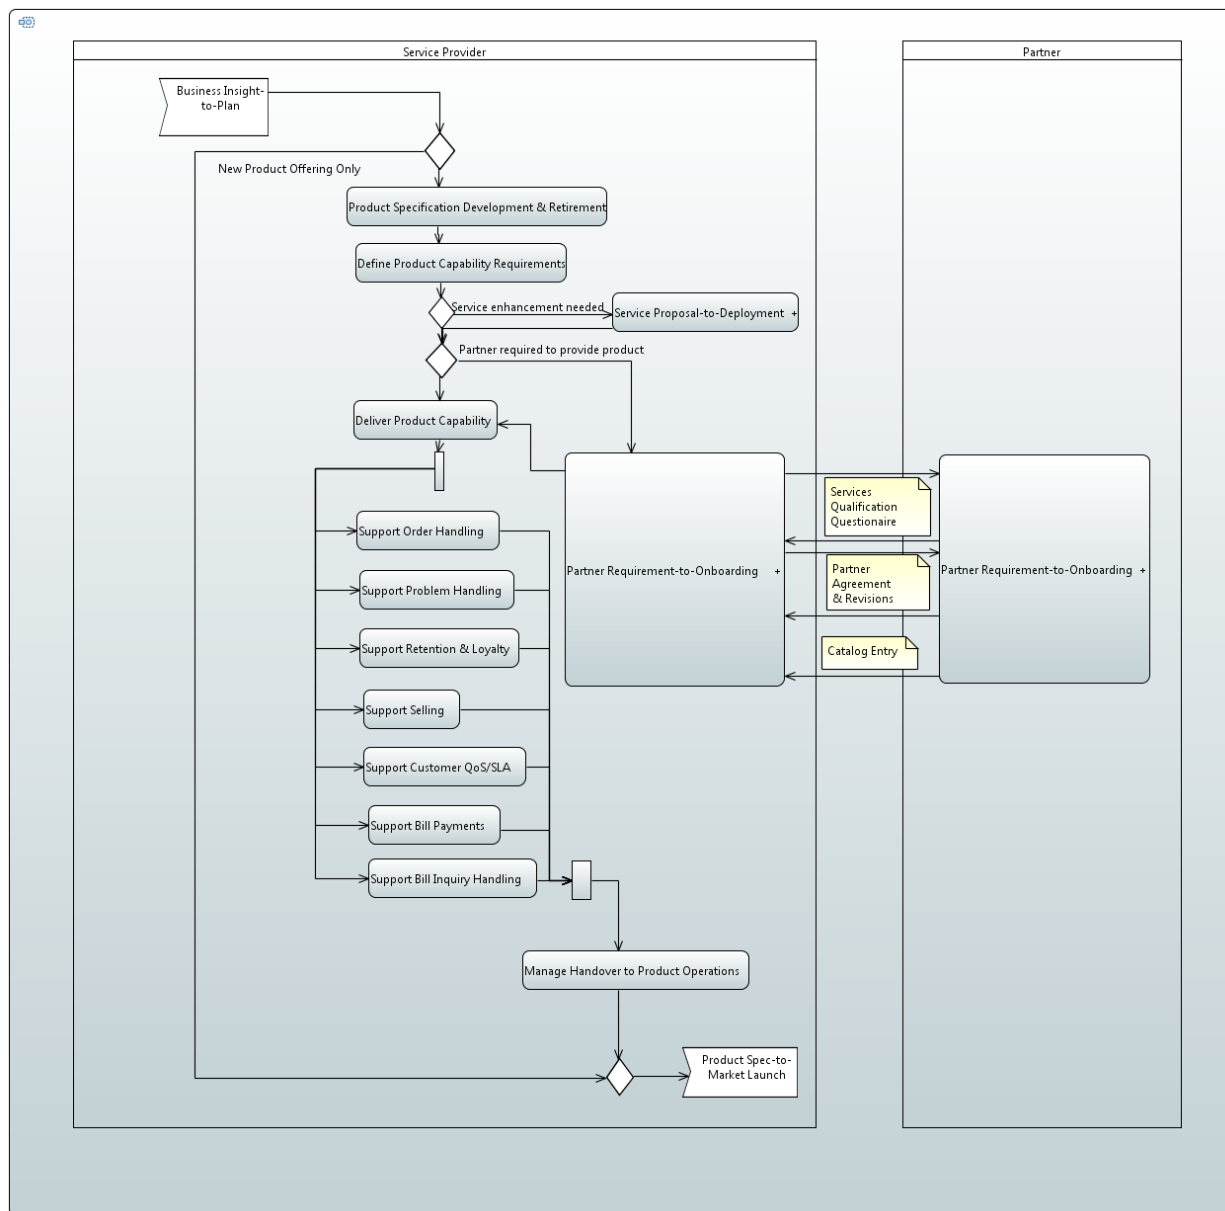 Service Provider
Partner
Business Insight-
to-Plan
New Product Offering Only
Product Specification Development & Retirement
Define Product Capability Requirements
Service enhancement needed
Service Proposal-to-Deployment +
Partner required to provide product
Deliver Product Capability
Services
Qualification
Questionaire
Support Order Handling
Partner Requirement-to-Onboarding +
Partner
Agreement
& Revisions
Partner Requirement-to-Onboarding +
Support Problem Handling
Support Retention & Loyalty
Catalog Entry
Support Selling
Support Customer QoS/SLA
Support Bill Payments
Support Bill Inquiry Handling
Manage Handover to Product Operations
Product Spec-to-
Market Launch